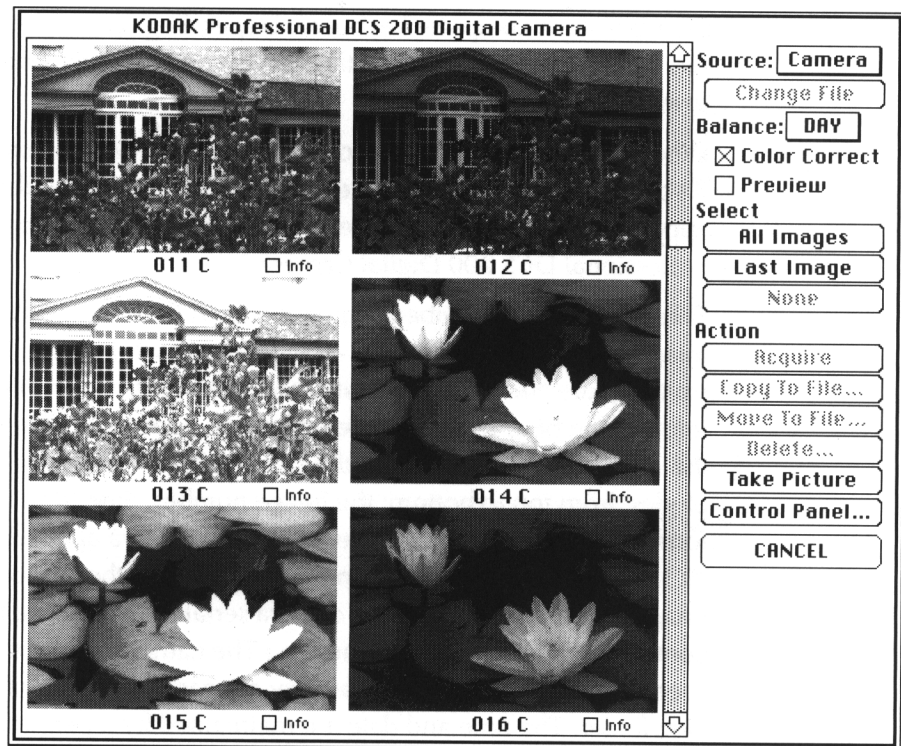 KODAK Professional DCS 200 Digital Camera
011 C Info
012 C Info
013 C Info
014 C Info
015 C Info
016 C Info
Source: Camera
Change File
Balance: DAY
Color Correct
Preview
Select
All Images
Last Image
None
Action
Acquire
Copy To File...
Move To File...
Delete...
Take Picture
Control Panel...
CANCEL